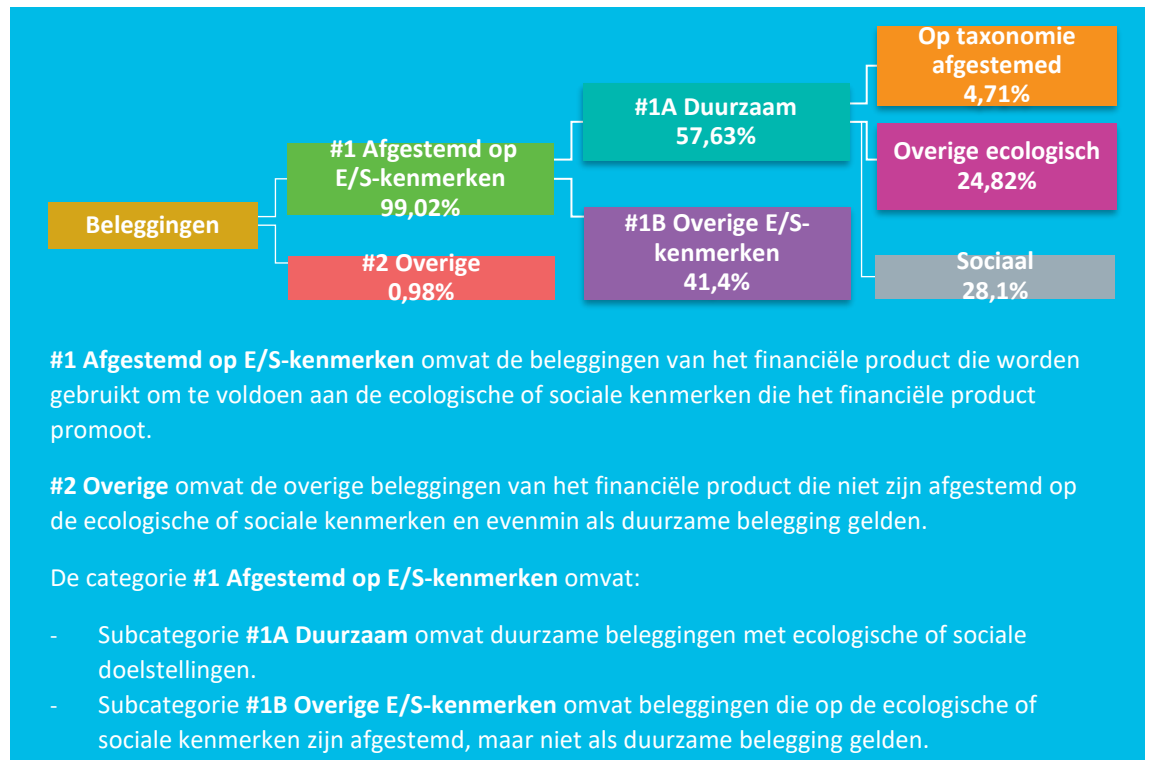 Beleggingen
#1 Afgestemd op
E/S-kenmerken
99,02%
#2 Overige
0,98%
#1A Duurzaam
57,63%
#1B Overige E/S-
kenmerken
41,4%
Op taxonomie
afgestemed
4,71%
Overige ecologisch
24,82%
Sociaal
28,1%
#1 Afgestemd op E/S-kenmerken omvat de beleggingen van het financiële product die worden
gebruikt om te voldoen aan de ecologische of sociale kenmerken die het financiële product
promoot.
#2 Overige omvat de overige beleggingen van het financiële product die niet zijn afgestemd op
de ecologische of sociale kenmerken en evenmin als duurzame belegging gelden.
De categorie #1 Afgestemd op E/S-kenmerken omvat:
- Subcategorie #1A Duurzaam omvat duurzame beleggingen met ecologische of sociale
doelstellingen.
- Subcategorie #1B Overige E/S-kenmerken omvat beleggingen die op de ecologische of
sociale kenmerken zijn afgestemd, maar niet als duurzame belegging gelden.